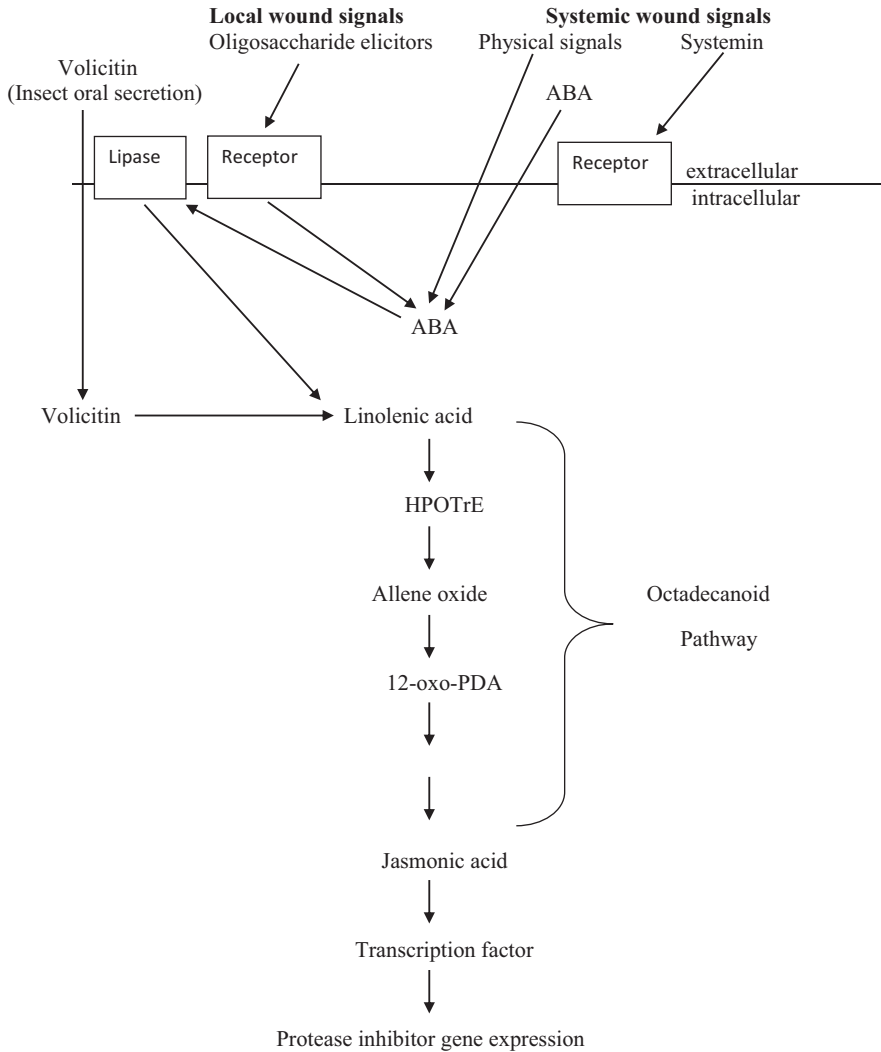 Local wound signals
Systemic wound signals
Oligosaccharide elicitors
Physical signals
Systemin
Volicitin
(Insect oral secretion)
ABA
Lipase
Receptor
Receptor
extracellular
intracellular
ABA
Volicitin
Linolenic acid
HPOTrE
Allene oxide
Octadecanoid
Pathway
12-oxo-PDA
Jasmonic acid
Transcription factor
Protease inhibitor gene expression